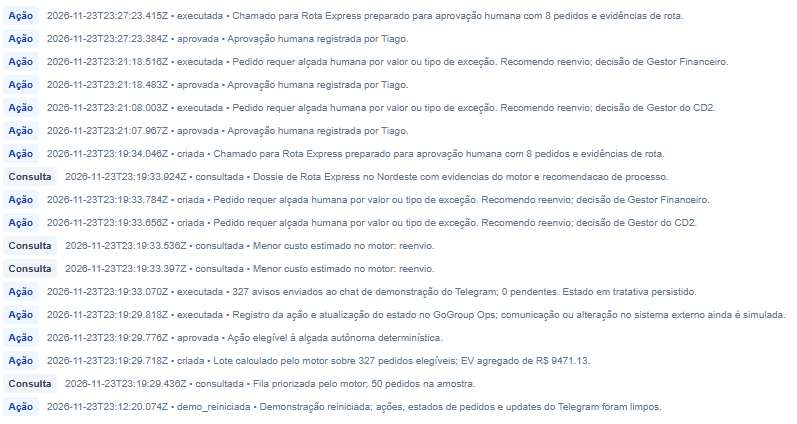 Ação 2026-11-23T23:27:23.415Z • executada • Chamado para Rota Express preparado para aprovação humana com 8 pedidos e evidências de rota.
Ação 2026-11-23T23:27:23.384Z • aprovada • Aprovação humana registrada por Tiago.
Ação 2026-11-23T23:21:18.516Z • executada • Pedido requer alçada humana por valor ou tipo de exceção. Recomendo reenvio; decisão de Gestor Financeiro.
Ação 2026-11-23T23:21:18.483Z • aprovada • Aprovação humana registrada por Tiago.
Ação 2026-11-23T23:21:08.003Z • executada • Pedido requer alçada humana por valor ou tipo de exceção. Recomendo reenvio; decisão de Gestor do CD2.
Ação 2026-11-23T23:21:07.967Z • aprovada • Aprovação humana registrada por Tiago.
Ação 2026-11-23T23:19:34.046Z • criada • Chamado para Rota Express preparado para aprovação humana com 8 pedidos e evidências de rota.
Consulta 2026-11-23T23:19:33.924Z • consultada • Dossie de Rota Express no Nordeste com evidencias do motor e recomendacao de processo.
Ação 2026-11-23T23:19:33.784Z • criada • Pedido requer alçada humana por valor ou tipo de exceção. Recomendo reenvio; decisão de Gestor Financeiro.
Ação 2026-11-23T23:19:33.656Z • criada • Pedido requer alçada humana por valor ou tipo de exceção. Recomendo reenvio; decisão de Gestor do CD2.
Consulta 2026-11-23T23:19:33.536Z • consultada • Menor custo estimado no motor: reenvio.
Consulta 2026-11-23T23:19:33.397Z • consultada • Menor custo estimado no motor: reenvio.
Ação 2026-11-23T23:19:33.070Z • executada • 327 avisos enviados ao chat de demonstração do Telegram; 0 pendentes. Estado em tratativa persistido.
Ação 2026-11-23T23:19:29.818Z • executada • Registro da ação e atualização do estado no GoGroup Ops; comunicação ou alteração no sistema externo ainda é simulada.
Ação 2026-11-23T23:19:29.776Z • aprovada • Ação elegível à alçada autônoma determinística.
Ação 2026-11-23T23:19:29.718Z • criada • Lote calculado pelo motor sobre 327 pedidos elegíveis; EV agregado de R$ 9471.13.
Consulta 2026-11-23T23:19:29.436Z • consultada • Fila priorizada pelo motor; 50 pedidos na amostra.
Ação 2026-11-23T23:12:20.074Z • demo_reiniciada • Demonstração reiniciada; ações, estados de pedidos e updates do Telegram foram limpos.